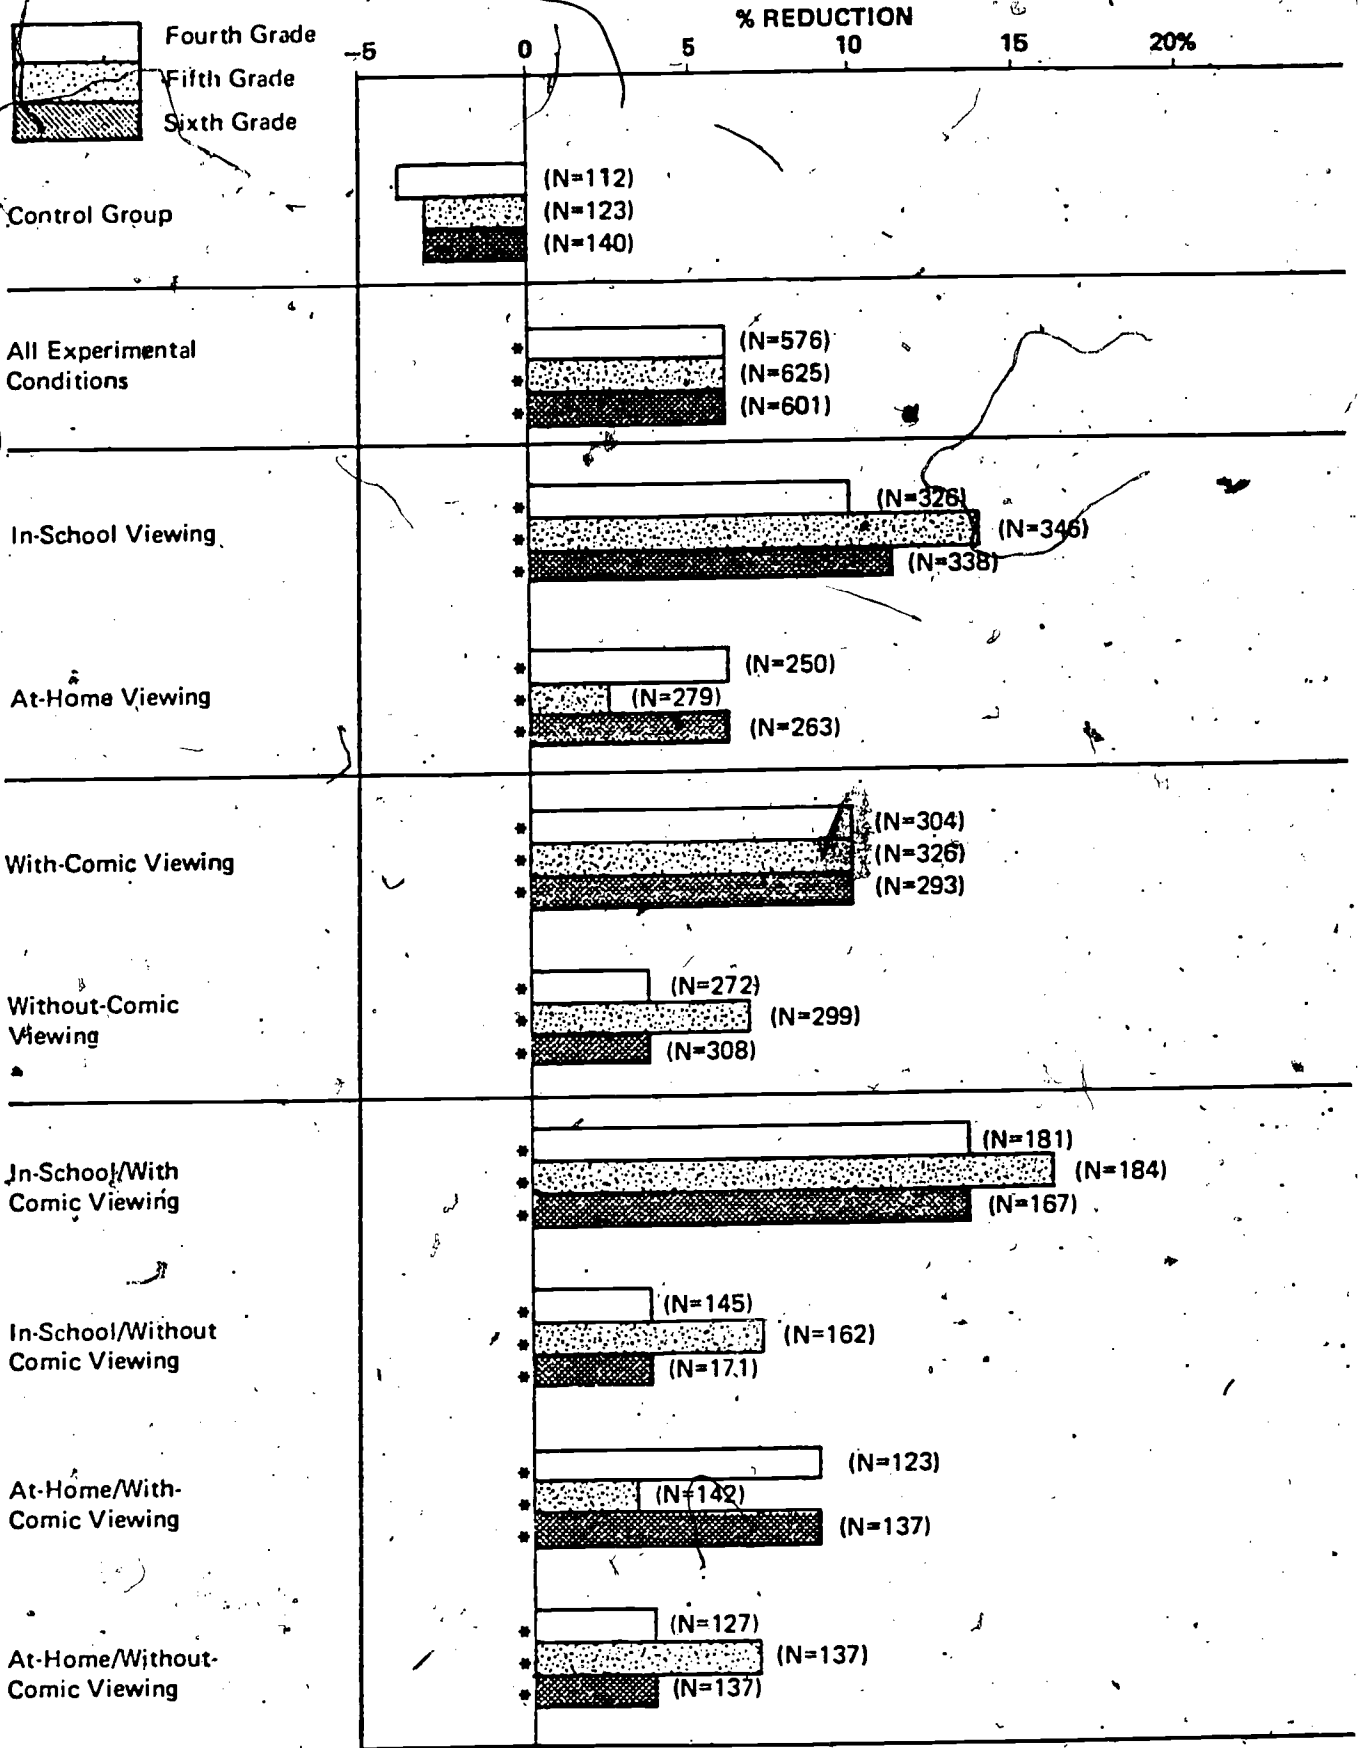 % REDUCTION
Fourth Grade
Fifth Grade
Sixth Grade
−5 0 5 10 15 20%
Control Group
(N=112)
(N=123)
(N=140)
All Experimental
Conditions
* (N=576)
* (N=625)
* (N=601)
In-School Viewing
* (N=326)
* (N=346)
* (N=338)
At-Home Viewing
* (N=250)
* (N=279)
* (N=263)
With-Comic Viewing
* (N=304)
* (N=326)
* (N=293)
Without-Comic
Viewing
* (N=272)
* (N=299)
* (N=308)
In-School/With
Comic Viewing
* (N=181)
* (N=184)
* (N=167)
In-School/Without
Comic Viewing
* (N=145)
* (N=162)
* (N=171)
At-Home/With-
Comic Viewing
* (N=123)
* (N=142)
* (N=137)
At-Home/Without-
Comic Viewing
* (N=127)
* (N=137)
* (N=137)